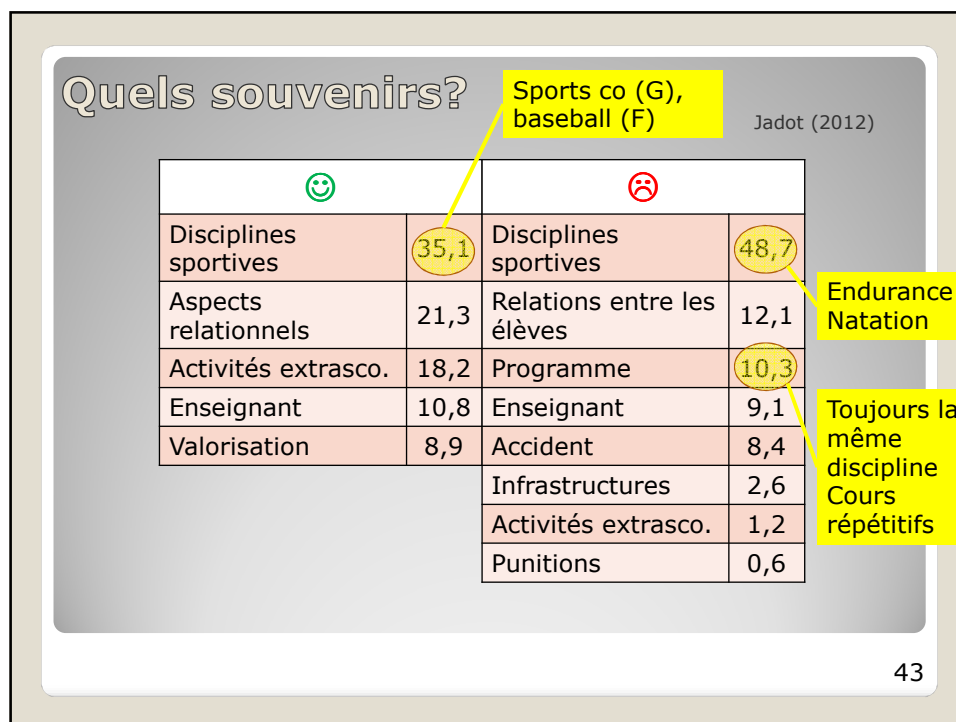 Quels souvenirs?
Sports co (G),
baseball (F)
Jadot (2012)
☺ ☹
Disciplines
sportives 35,1 Disciplines
sportives 48,7
Aspects
relationnels 21,3 Relations entre les
élèves 12,1
Activités extrasco. 18,2 Programme 10,3
Enseignant 10,8 Enseignant 9,1
Valorisation 8,9 Accident 8,4
Infrastructures 2,6
Activités extrasco. 1,2
Punitions 0,6
Endurance
Natation
Toujours la
même
discipline
Cours
répétitifs
43